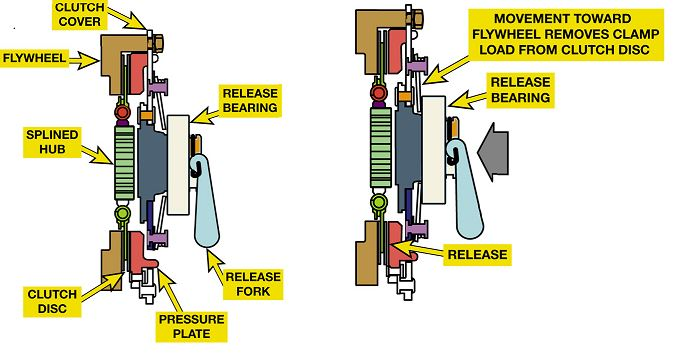 CLUTCH
COVER
FLYWHEEL
RELEASE
BEARING
SPLINED
HUB
CLUTCH
DISC
RELEASE
FORK
PRESSURE
PLATE
MOVEMENT TOWARD
FLYWHEEL REMOVES CLAMP
LOAD FROM CLUTCH DISC
RELEASE
BEARING
RELEASE